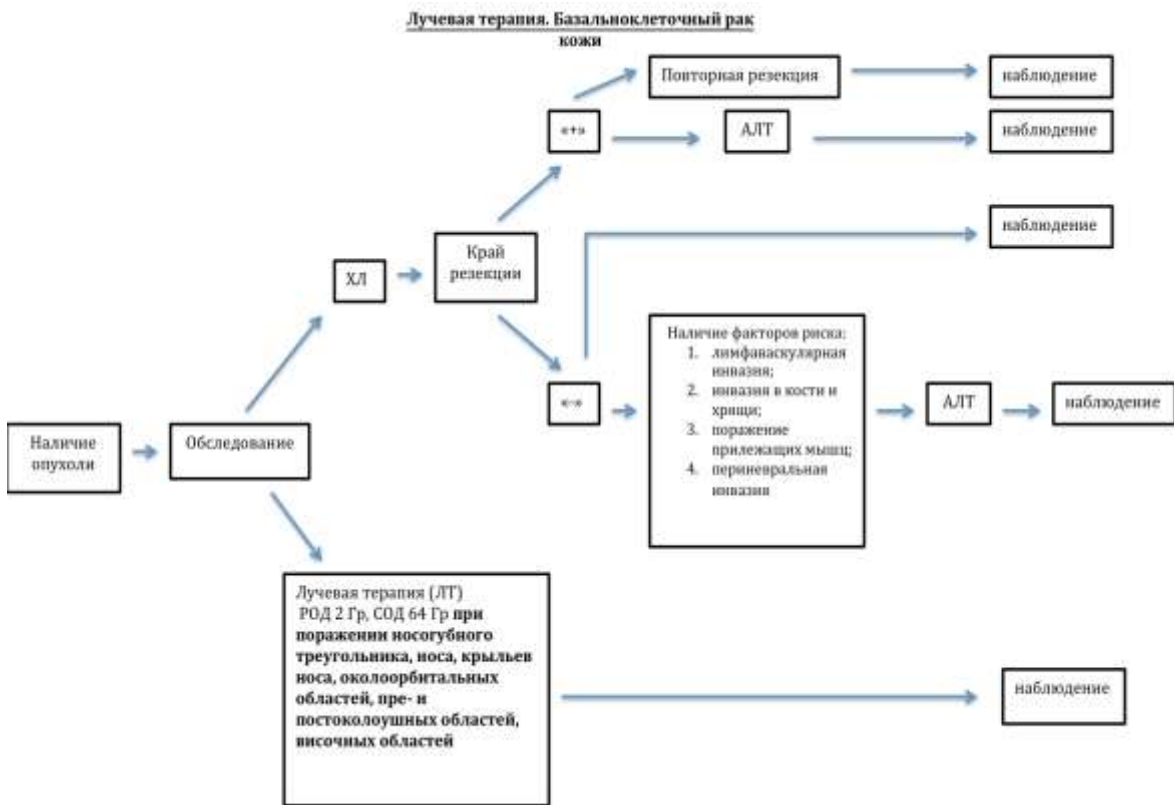 Лучевая терапия. Базальноклеточный рак
кожи
Повторная резекция
наблюдение
«+»
АЛТ
наблюдение
наблюдение
Край
резекции
ХЛ
Наличие факторов риска:
1. лимфаваскулярная
инвазия;
2. инвазия в кости и
хрящи;
3. поражение
прилежащих мышц;
4. периневральная
инвазия
«-»
АЛТ
наблюдение
Наличие
опухоли
Обследование
Лучевая терапия (ЛТ)
РОД 2 Гр, СОД 64 Гр при
поражении носогубного
треугольника, носа, крыльев
носа, околоорбитальных
областей, пре- и
постоколоушных областей,
височных областей
наблюдение